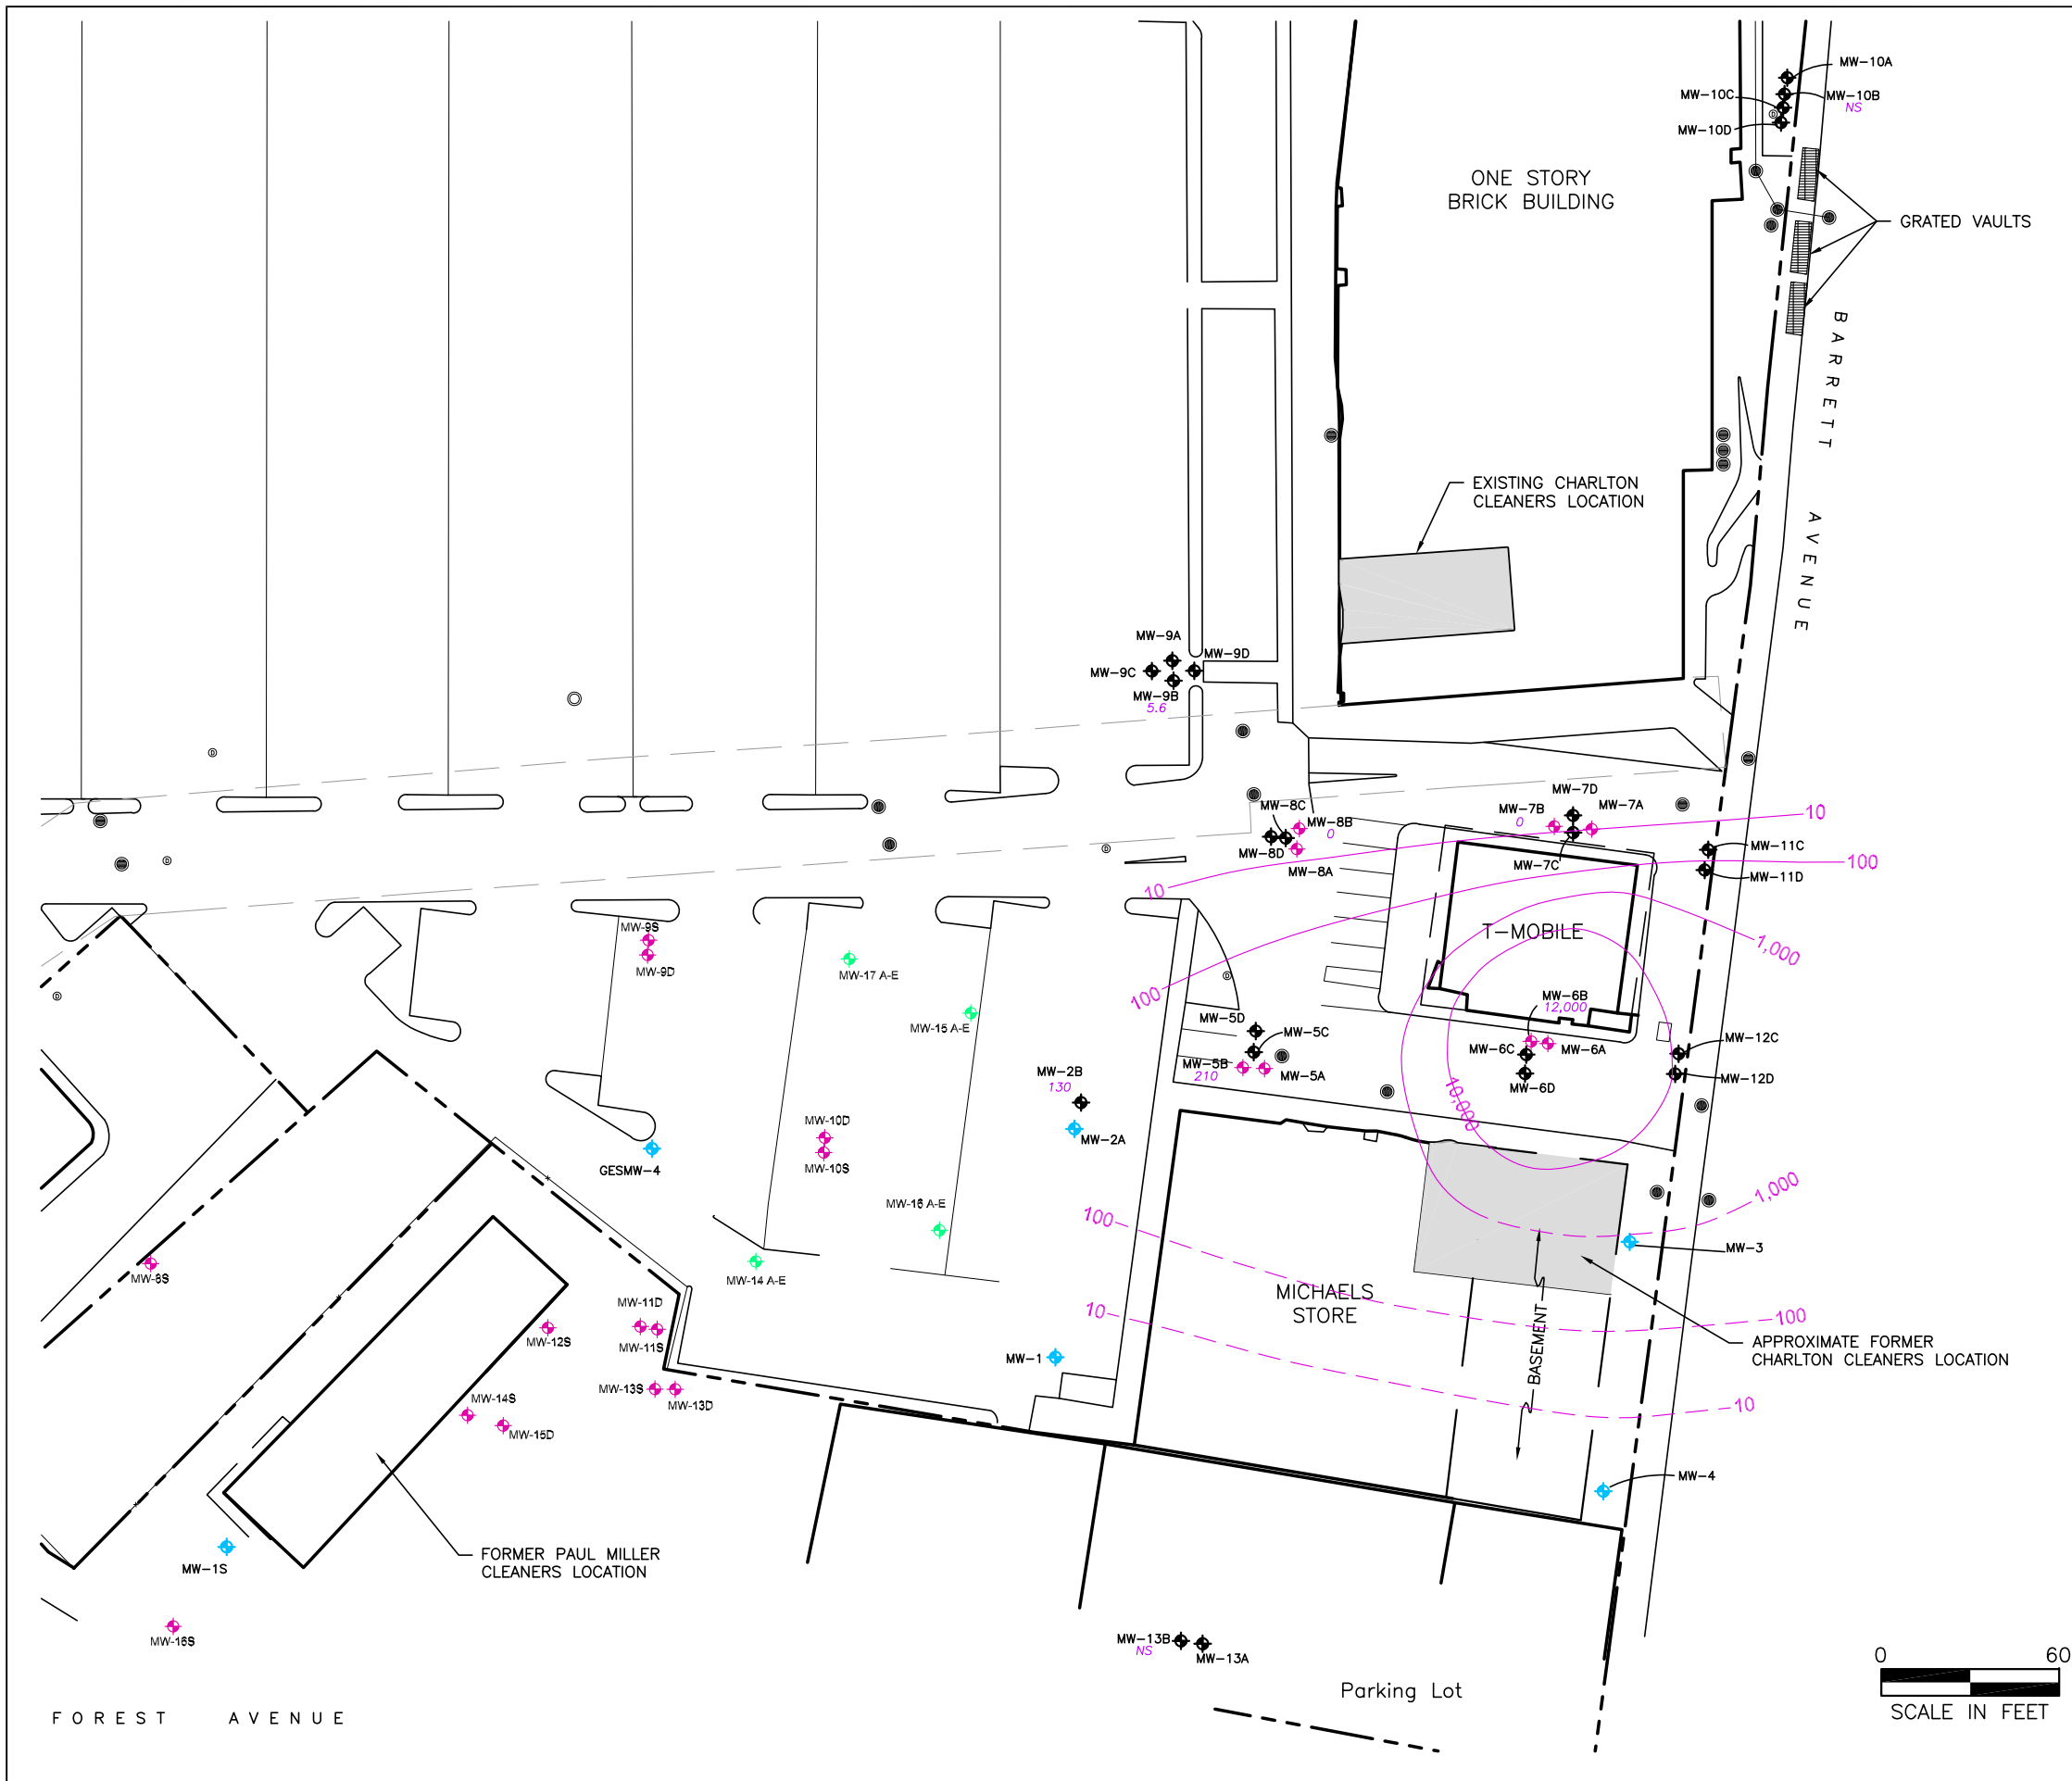 MW-10A
MW-10C
MW-10B
NS
MW-10D
ONE STORY
BRICK BUILDING
GRATED VAULTS
BARRETT AVENUE
EXISTING CHARLTON
CLEANERS LOCATION
MW-9A
MW-9D
MW-9C
MW-9B
5.6
MW-7D
MW-8C
MW-7B
MW-7A
0
MW-8B
0
10
MW-8D
MW-7C
MW-11C
MW-8A
100
MW-11D
10
T-MOBILE
MW-9S
1,000
MW-9D
MW-17 A-E
100
MW-6B
12,000
MW-5D
MW-15 A-E
MW-5C
MW-12C
MW-6C
MW-6A
MW-5B
210
MW-5A
MW-2B
130
MW-6D
MW-12D
10,000
MW-10D
MW-2A
GESMW-4
MW-10S
1,000
MW-16 A-E
100
MW-3
MW-8S
MW-14 A-E
MICHAELS
STORE
MW-11D
10
100
MW-12S
MW-11S
BASEMENT
APPROXIMATE FORMER
CHARLTON CLEANERS LOCATION
MW-1
MW-13S
MW-13D
MW-14S
10
MW-15D
MW-4
FORMER PAUL MILLER
CLEANERS LOCATION
MW-1S
MW-16S
MW-13B
NS
MW-13A
0 60
SCALE IN FEET
Parking Lot
FOREST AVENUE